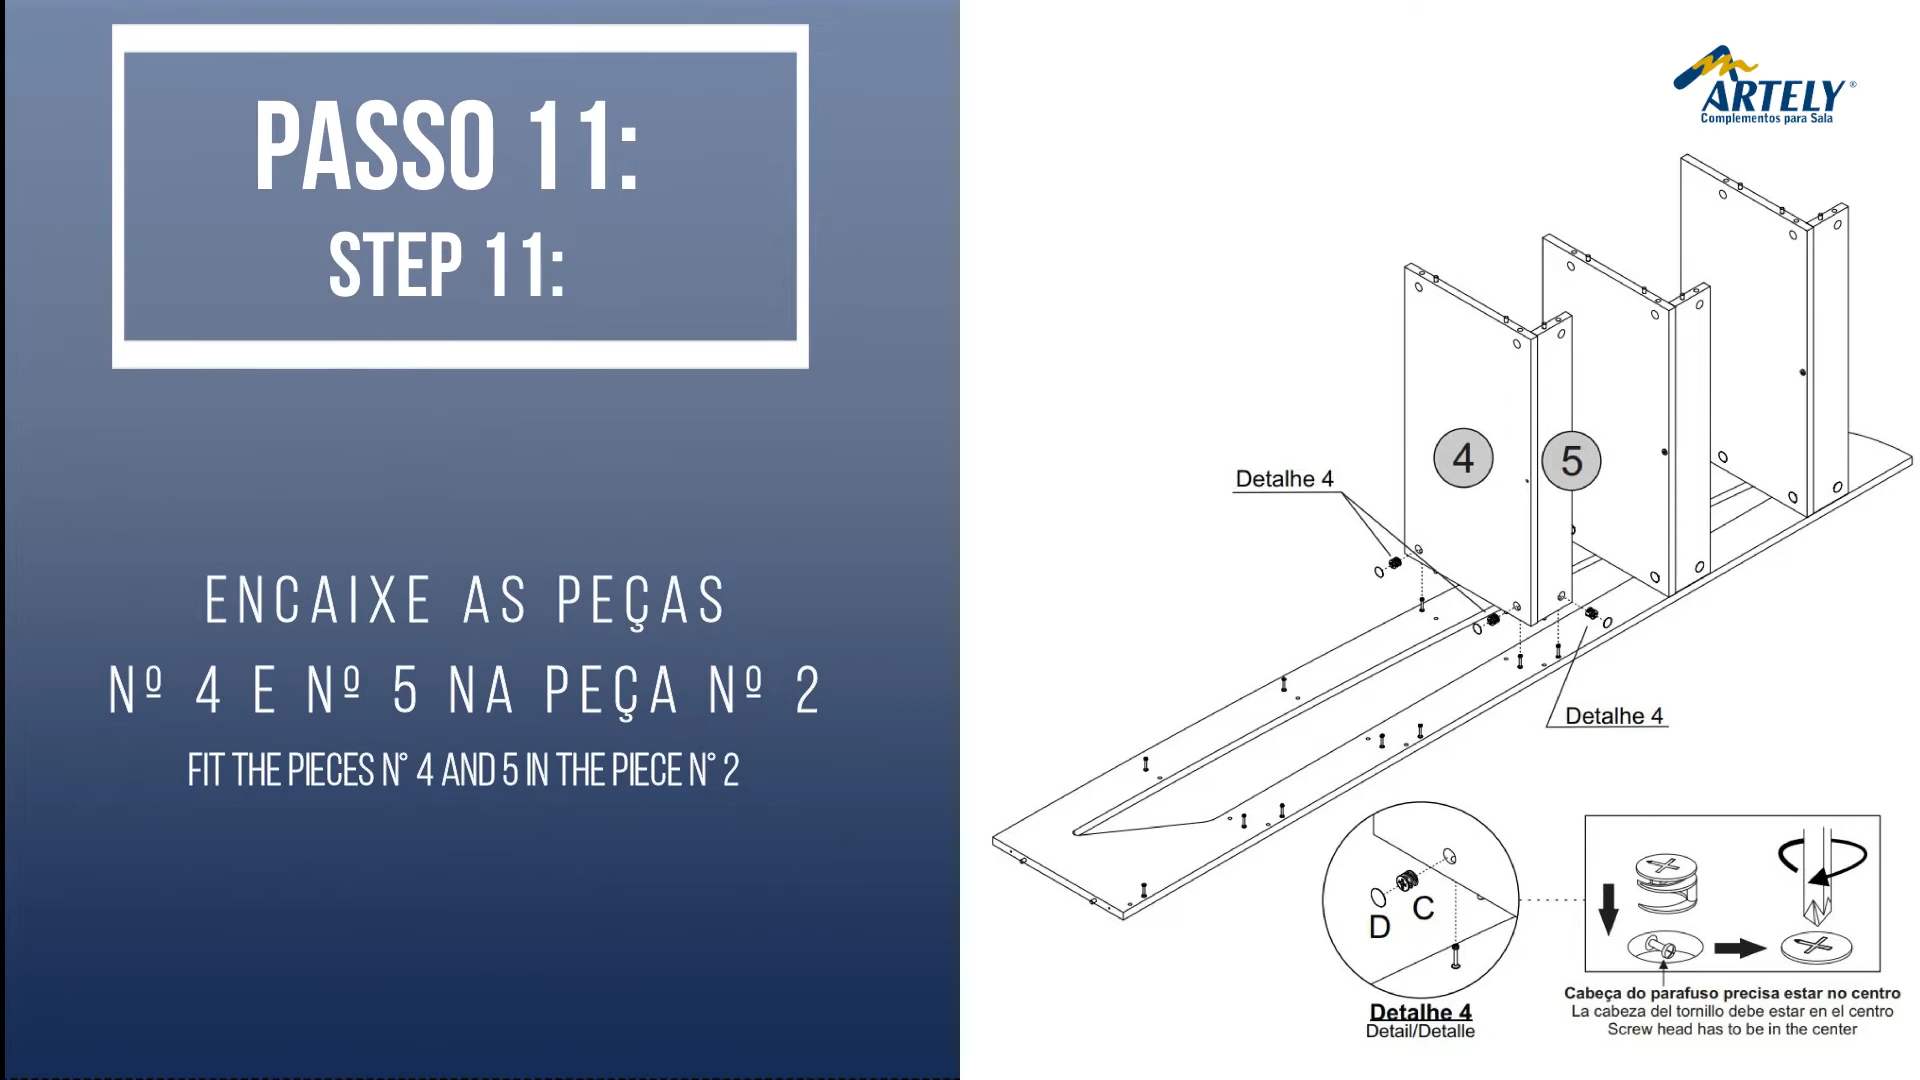 PASSO 11:
STEP 11:
ENCAIXE AS PEÇAS
Nº 4 E Nº 5 NA PEÇA Nº 2
FIT THE PIECES N° 4 AND 5 IN THE PIECE N° 2
ARTELY®
Complementos para Sala
4
5
Detalhe 4
Detalhe 4
D
C
Detalhe 4
Detail/Detalle
Cabeça do parafuso precisa estar no centro
La cabeza del tornillo debe estar en el centro
Screw head has to be in the center